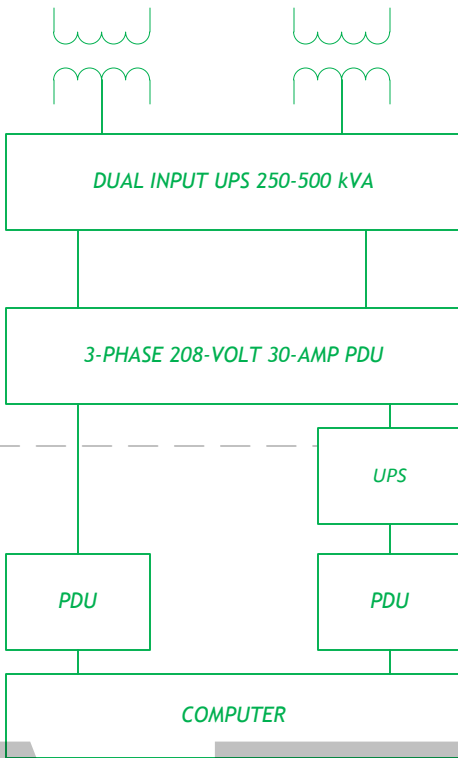 DUAL INPUT UPS 250-500 kVA
3-PHASE 208-VOLT 30-AMP PDU
UPS
PDU
PDU
COMPUTER